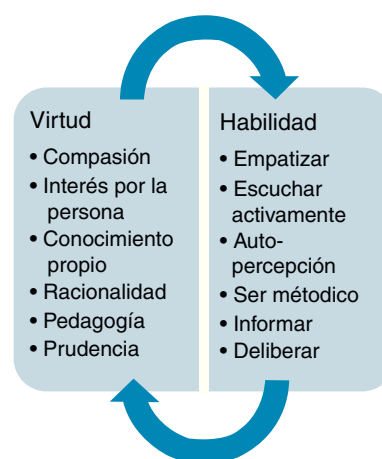 Virtud
• Compasión
• Interés por la
persona
• Conocimiento
propio
• Racionalidad
• Pedagogía
• Prudencia
Habilidad
• Empatizar
• Escuchar
activamente
• Auto-
percepción
• Ser metódico
• Informar
• Deliberar